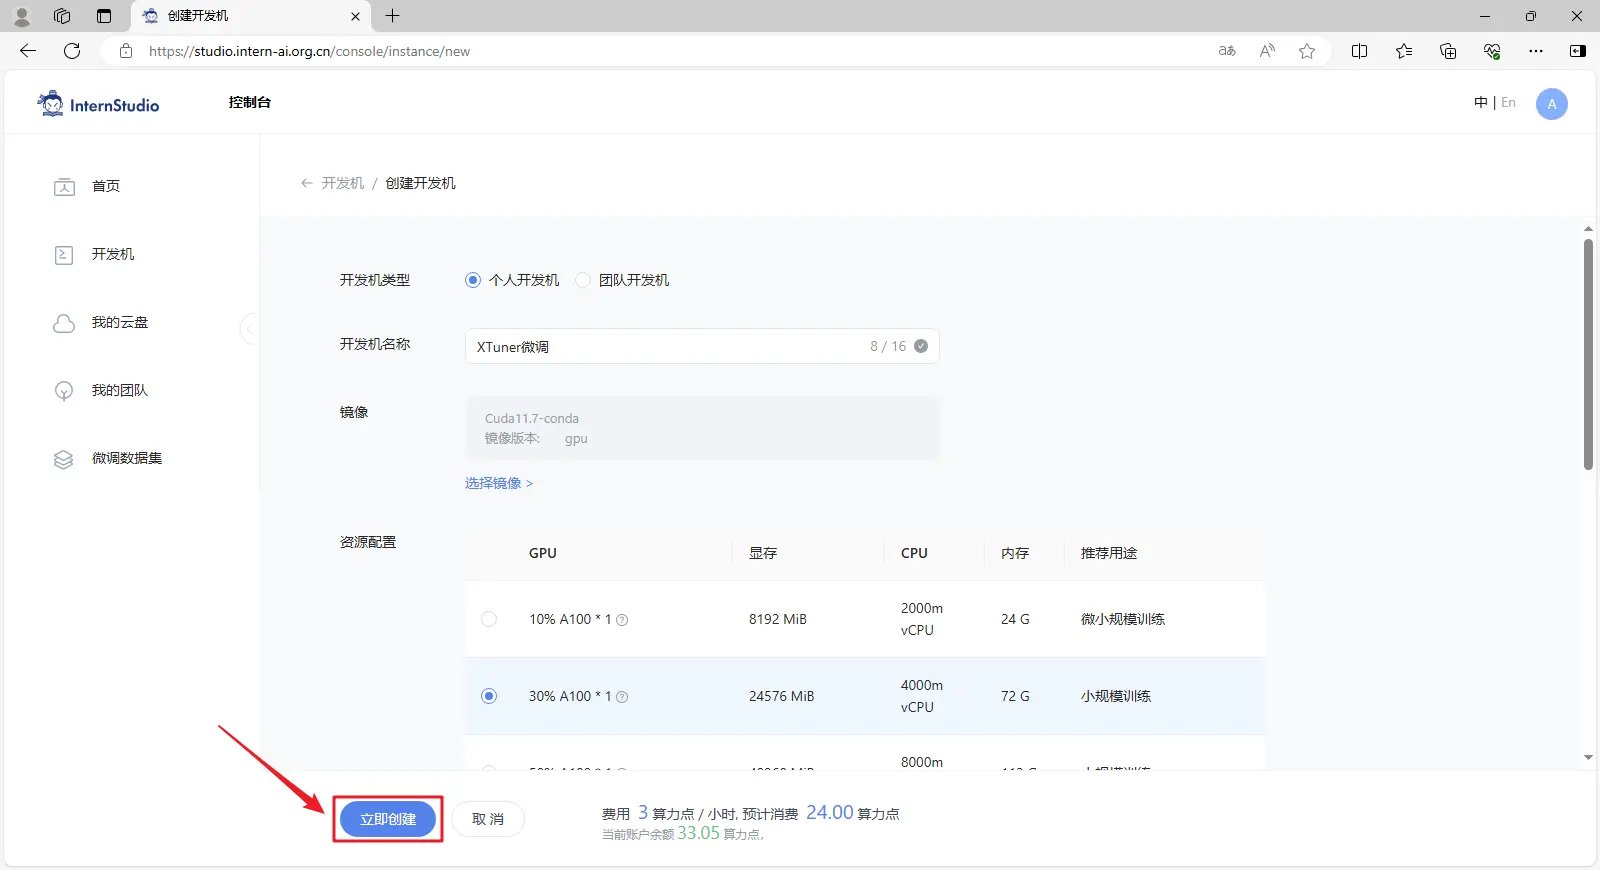 创建开发机
https://studio.intern-ai.org.cn/console/instance/new
aあ
InternStudio
控制台
中 | En
A
首页
开发机
我的云盘
我的团队
微调数据集
← 开发机 / 创建开发机
开发机类型
个人开发机
团队开发机
开发机名称
XTuner微调
8 / 16
镜像
Cuda11.7-conda
镜像版本: gpu
选择镜像 >
资源配置
GPU 显存 CPU 内存 推荐用途
10% A100 * 1 8192 MiB 2000m vCPU 24 G 微小规模训练
30% A100 * 1 24576 MiB 4000m vCPU 72 G 小规模训练
8000m
立即创建
取 消
费用 3 算力点 / 小时, 预计消费 24.00 算力点
当前账户余额 33.05 算力点,